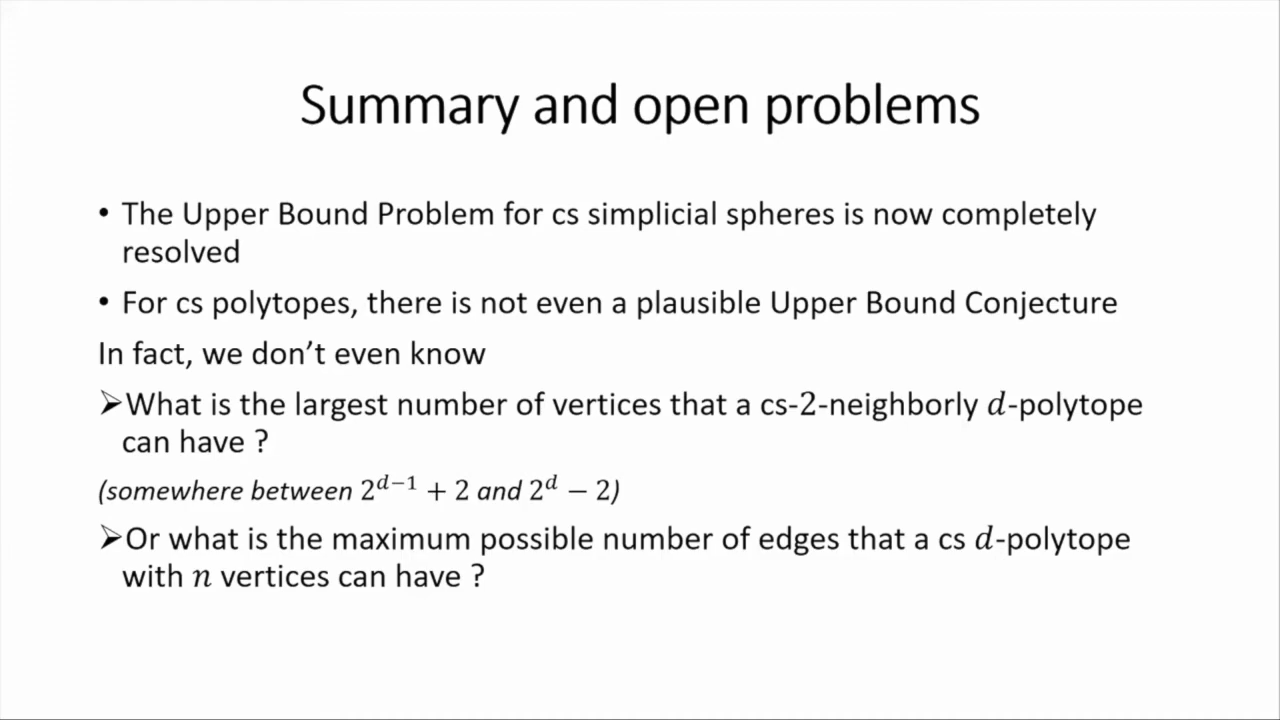 Summary and open problems
• The Upper Bound Problem for cs simplicial spheres is now completely
resolved
• For cs polytopes, there is not even a plausible Upper Bound Conjecture
In fact, we don’t even know
➢What is the largest number of vertices that a cs-2-neighborly 𝑑-polytope
can have ?
(somewhere between 2^{𝑑−1} + 2 and 2^𝑑 − 2)
➢Or what is the maximum possible number of edges that a cs 𝑑-polytope
with 𝑛 vertices can have ?